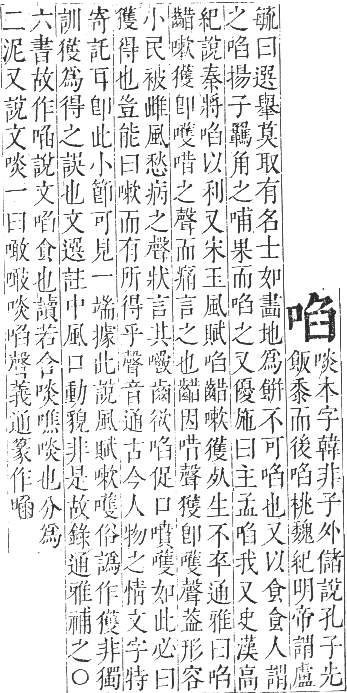 啗
啖本字韓非子外儲說孔子先
飯黍而後啗桃魏紀明帝謂盧
毓曰選舉莫取有名士如畫地爲餠不可啗也又以食食人謂
之啗揚子羈角之哺果而啗之又優施曰主孟啗我又史漢高
紀說秦將啗以利又宋玉風賦啗齰嗽獲死生不卒通雅曰啗
齰嗽獲卽嚄唶之聲而痛言之也齰因唶聲獲卽嚄聲葢形容
小民被雌風愁病之聲狀言其嚙齒欲啗促口噴嚄如此必曰
獲得也豈能曰嗽而有所得乎聲音通古今人物之情文字特
寄託耳卽此小節可見一端據此說風賦嗽嚄俗譌作獲非獨
訓獲爲得之誤也文選註中風口動貌非是故錄通雅補之○
六書故作說文啗食也讀若含啖噍啖也分爲
二泥又說文啖一曰噉啖啗聲義通篆作